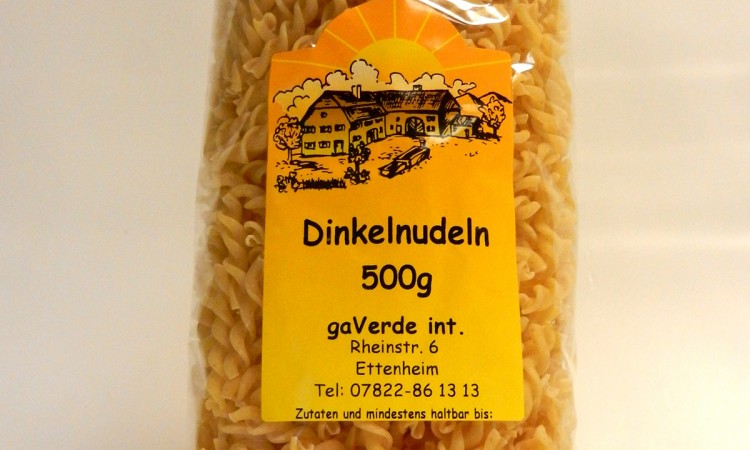 Dinkelnudeln
500g
gaVerde int.
Rheinstr. 6
Ettenheim
Tel: 07822-86 13 13
Zutaten und mindestens haltbar bis: